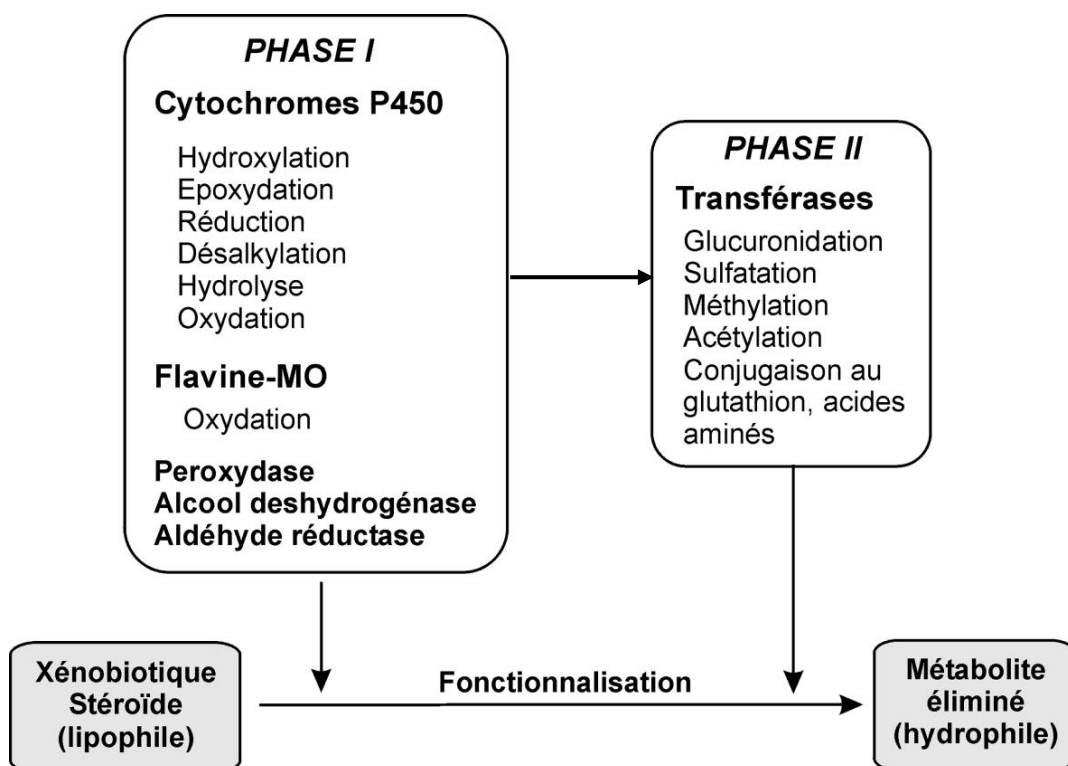 PHASE I
Cytochromes P450
Hydroxylation
Epoxydation
Réduction
Désalkylation
Hydrolyse
Oxydation
Flavine-MO
Oxydation
Peroxydase
Alcool deshydrogénase
Aldéhyde réductase
PHASE II
Transférases
Glucuronidation
Sulfatation
Méthylation
Acétylation
Conjugaison au
glutathion, acides
aminés
Xénobiotique
Stéroïde
(lipophile)
Fonctionnalisation
Métabolite
éliminé
(hydrophile)